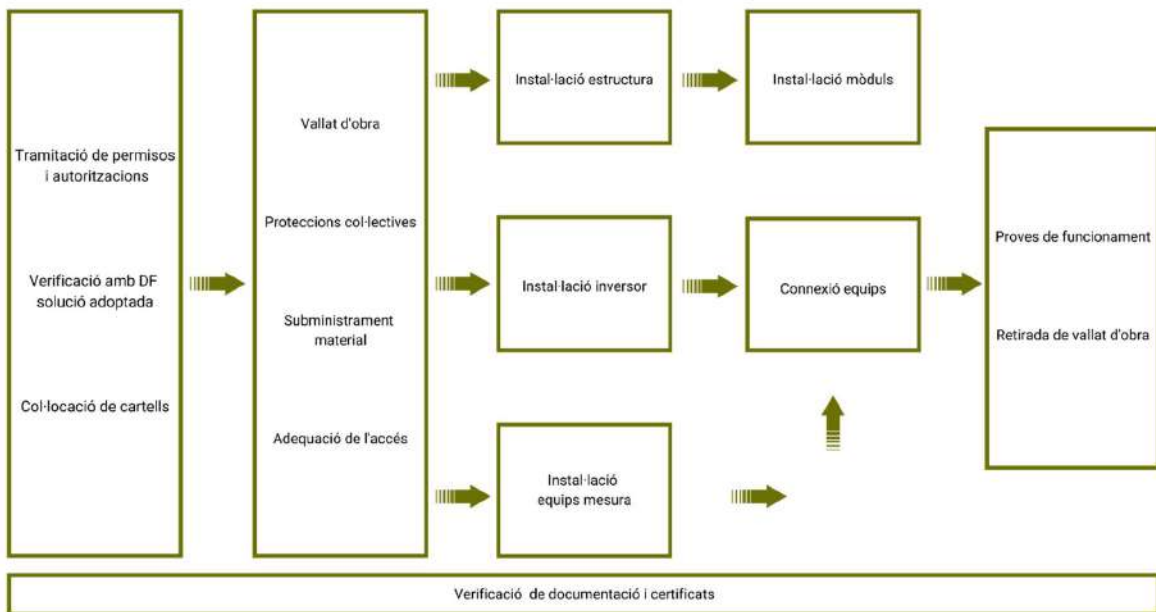 Tramitació de permisos
i autoritzacions
Verificació amb DF
solució adoptada
Col·locació de cartells
Vallat d'obra
Proteccions col·lectives
Subministrament
material
Adequació de l'accés
Instal·lació estructura
Instal·lació mòduls
Instal·lació inversor
Connexió equips
Instal·lació
equips mesura
Proves de funcionament
Retirada de vallat d'obra
Verificació de documentació i certificats